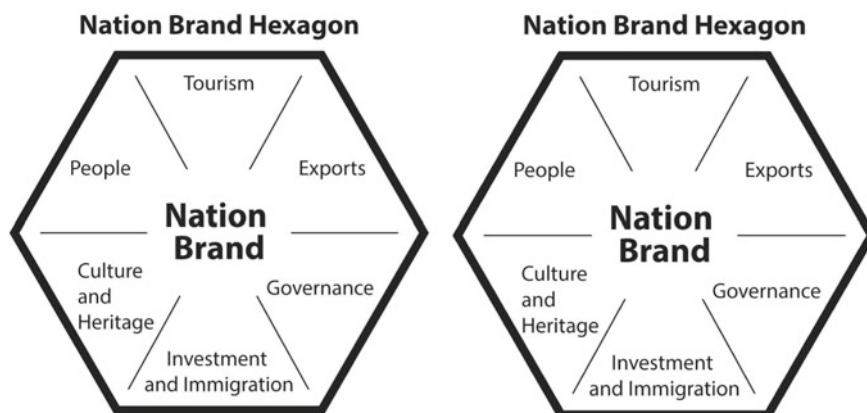 Nation Brand Hexagon
Tourism
People
Exports
Nation
Brand
Culture
and
Heritage
Governance
Investment
and Immigration
Nation Brand Hexagon
Tourism
People
Exports
Nation
Brand
Culture
and
Heritage
Governance
Investment
and Immigration